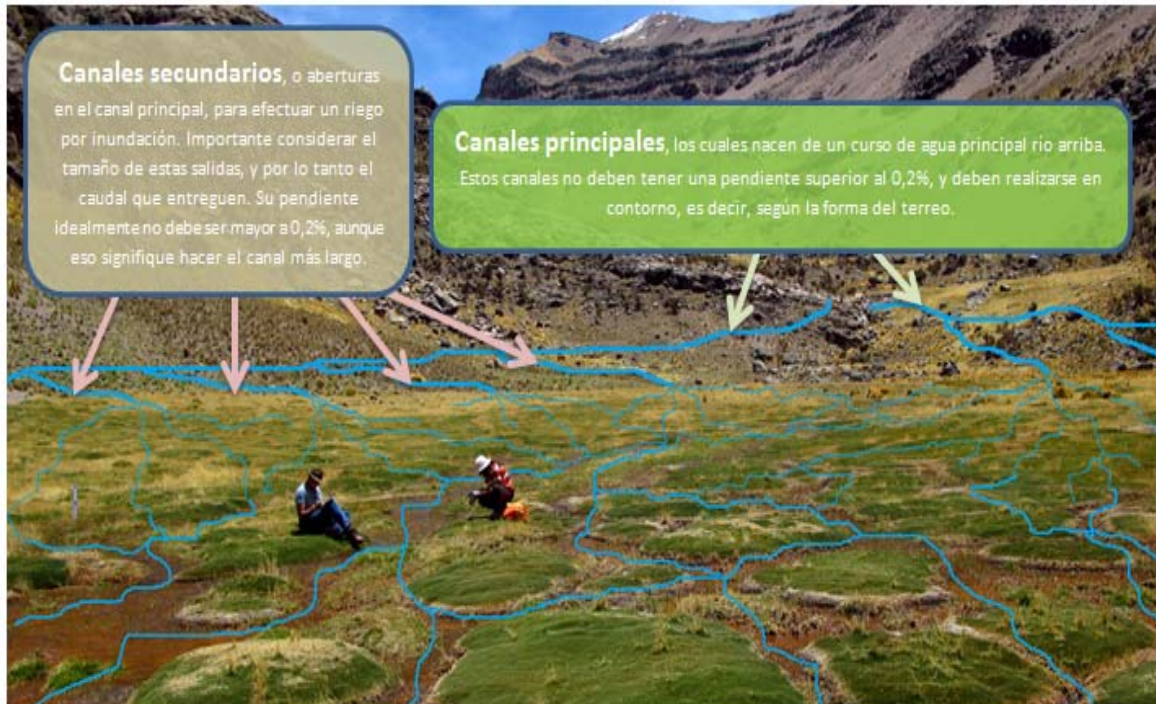 Canales secundarios, o aberturas
en el canal principal, para efectuar un riego
por inundación. Importante considerar el
tamaño de estas salidas, y por lo tanto el
caudal que entreguen. Su pendiente
idealmente no debe ser mayor a 0,2%, aunque
eso signifique hacer el canal más largo.
Canales principales, los cuales nacen de un curso de agua principal rio arriba.
Estos canales no deben tener una pendiente superior al 0,2%, y deben realizarse en
contorno, es decir, según la forma del terreo.